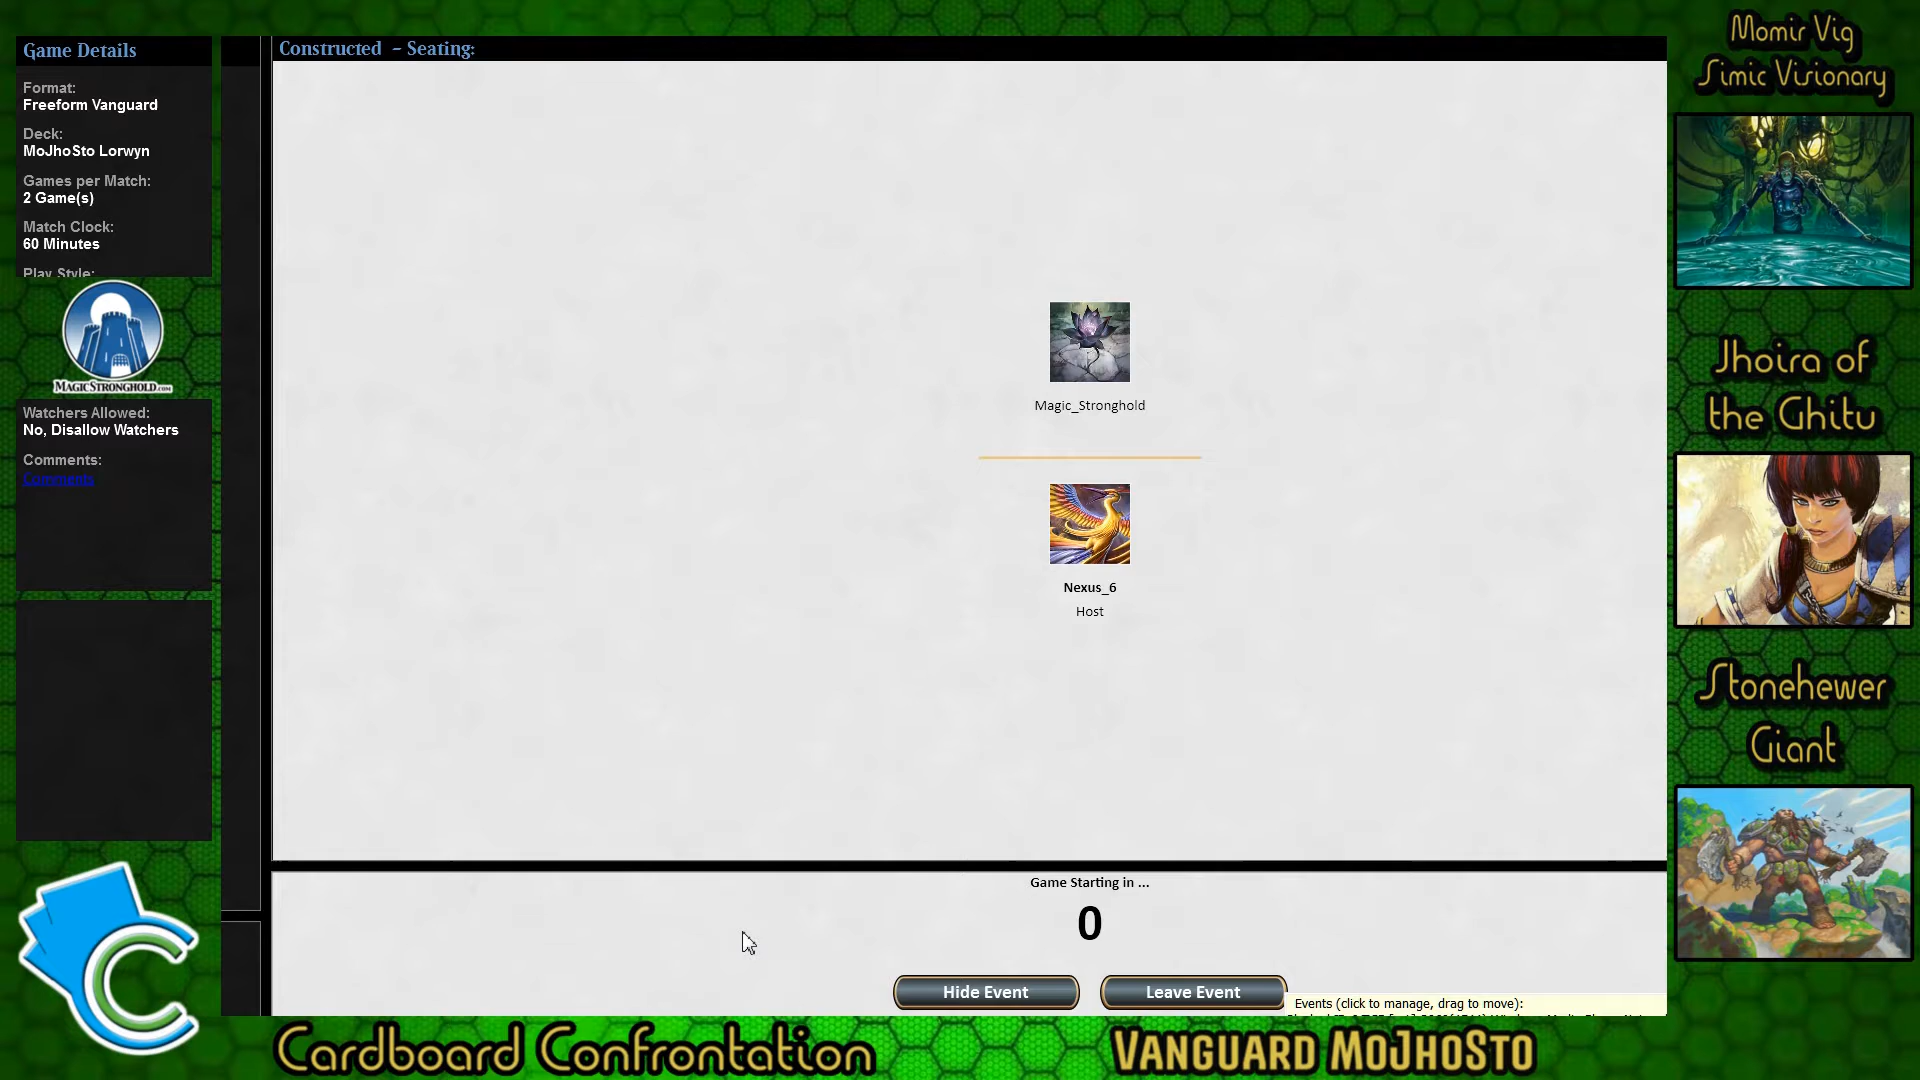 Game Details
Format:
Freeform Vanguard
Deck:
MoJhoSto Lorwyn
Games per Match:
2 Game(s)
Match Clock:
60 Minutes
Play Style:
MAGICSTRONGHOLD.COM
Watchers Allowed:
No, Disallow Watchers
Comments:
Comments
Constructed - Seating:
Magic_Stronghold
Nexus_6
Host
Game Starting in ...
0
Hide Event
Leave Event
Events (click to manage, drag to move):
Momir Vig
Simic Visionary
Jhoira of
the Ghitu
Stonehewer
Giant
Cardboard Confrontation
VANGUARD MOJHOSTO